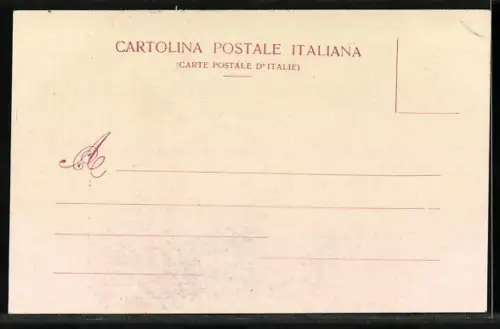 CARTOLINA POSTALE ITALIANA
(CARTE POSTALE D'ITALIE)
A